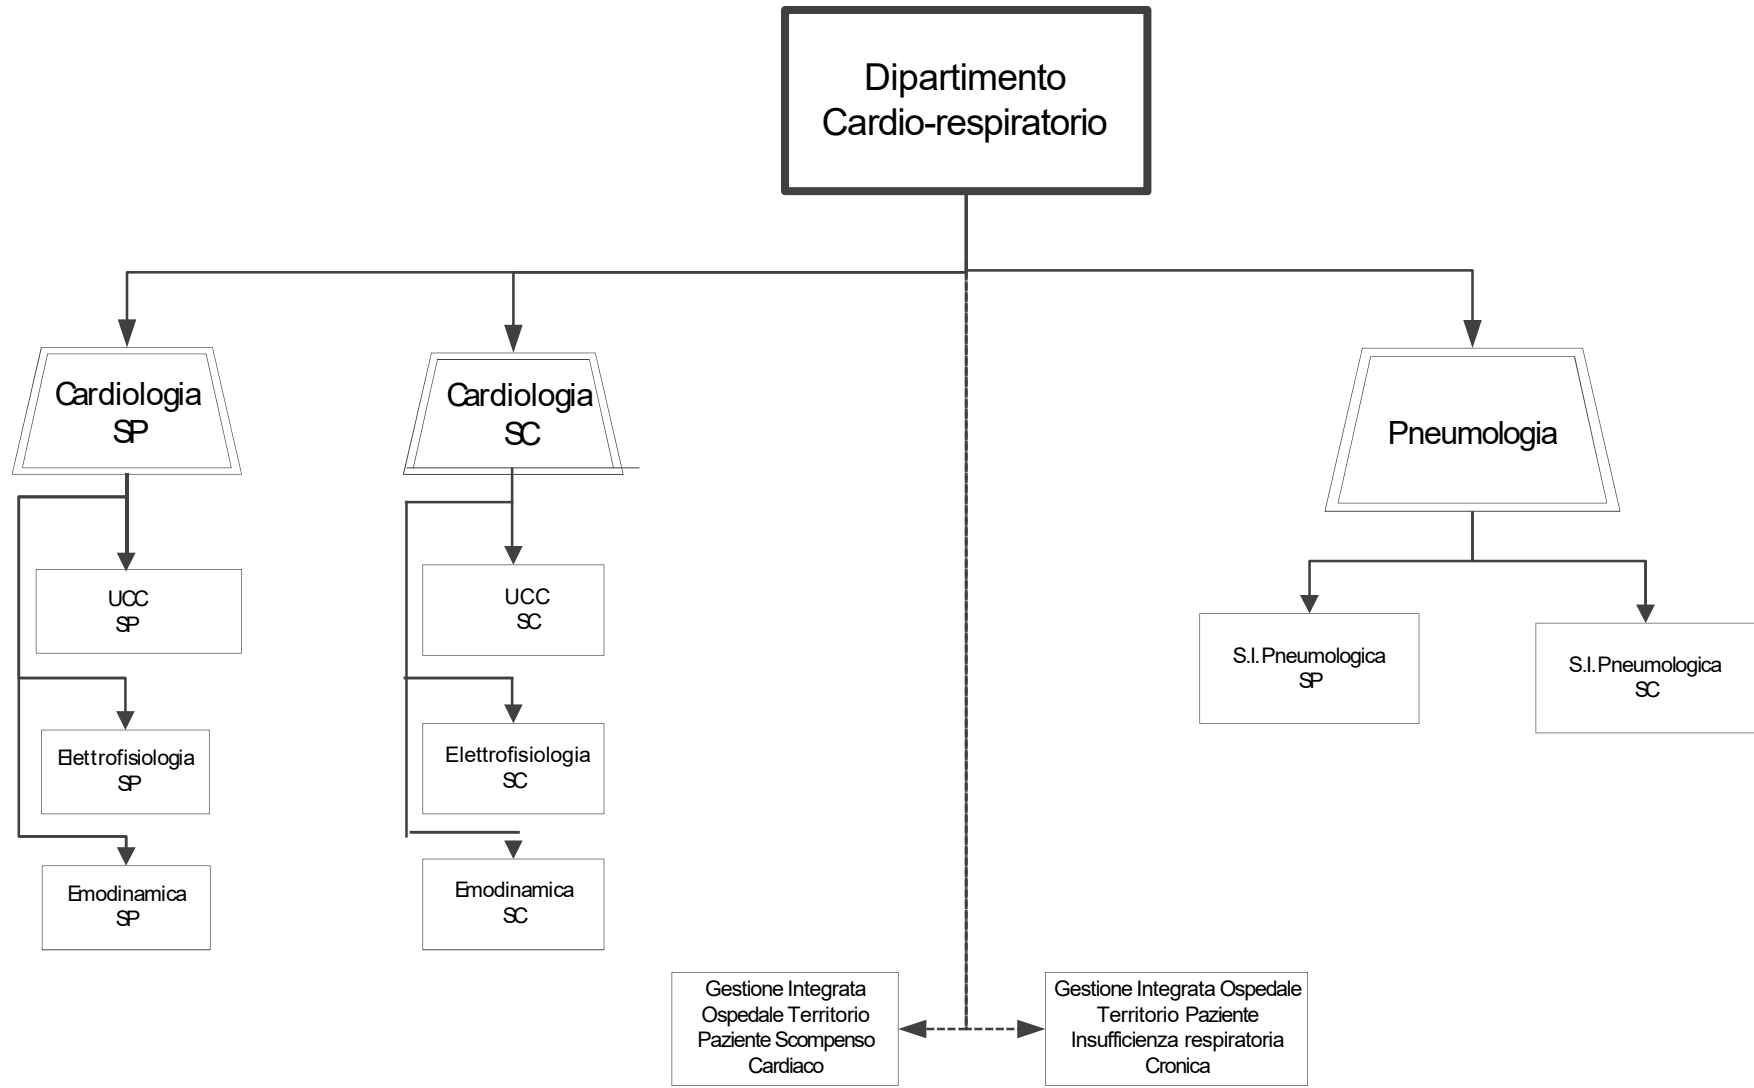 Dipartimento
Cardio-respiratorio
Cardiologia
SP
Cardiologia
SC
Pneumologia
UCC
SP
UCC
SC
S.I. Pneumologica
SP
S.I. Pneumologica
SC
Elettrofisiologia
SP
Elettrofisiologia
SC
Emodinamica
SP
Emodinamica
SC
Gestione Integrata
Ospedale Territorio
Paziente Scompenso
Cardiaco
Gestione Integrata Ospedale
Territorio Paziente
Insufficienza respiratoria
Cronica